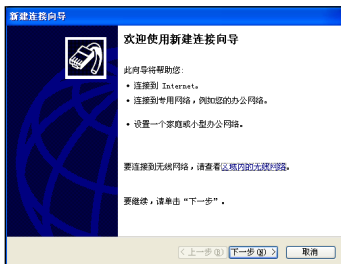 新建连接向导
欢迎使用新建连接向导
此向导将帮助您:
• 连接到 Internet。
• 连接到专用网络，例如您的办公网络。
• 设置一个家庭或小型办公网络。
要连接到无线网络，请查看区域内的无线网络。
要继续，请单击“下一步”。
<上一步(B) 下一步(N)> 取消